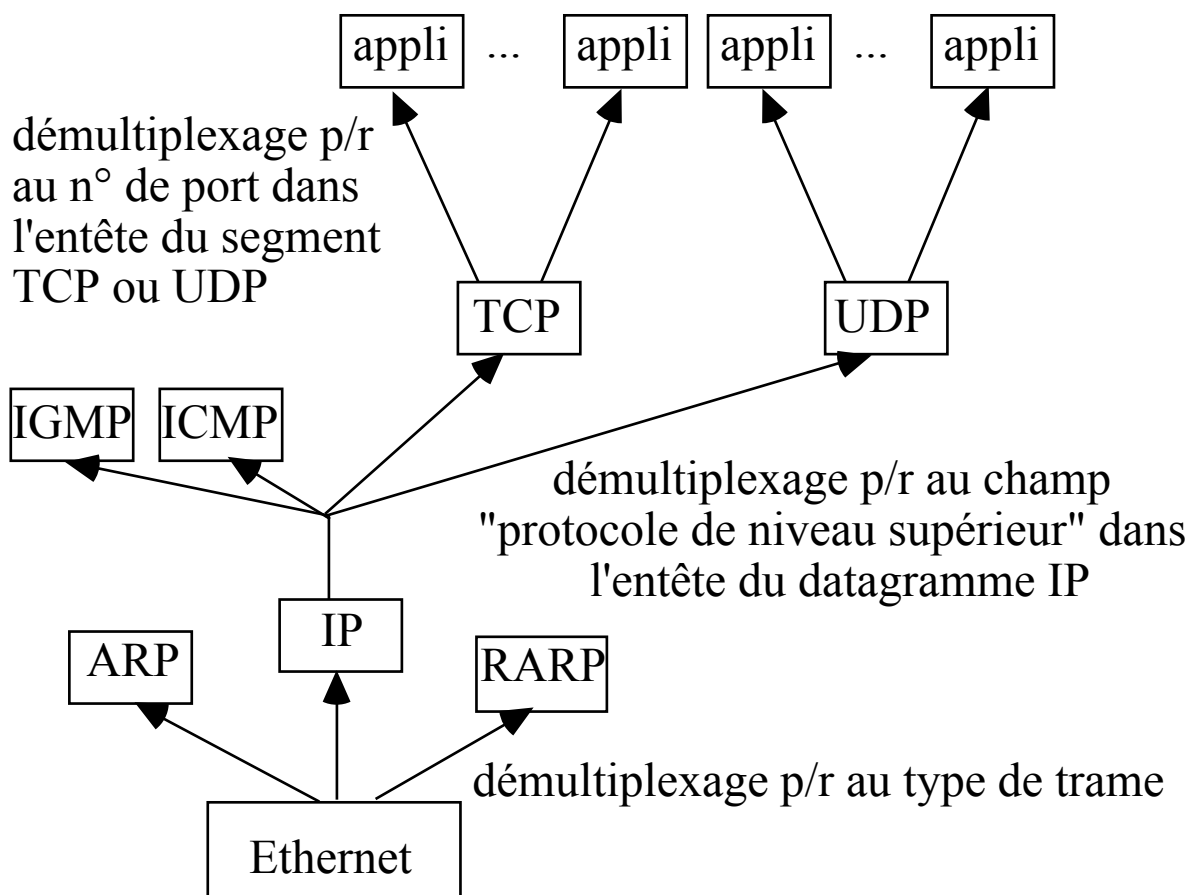 appli ... appli appli ... appli
démultiplexage p/r
au n° de port dans
l'entête du segment
TCP ou UDP
TCP UDP
IGMP ICMP
démultiplexage p/r au champ
"protocole de niveau supérieur" dans
l'entête du datagramme IP
IP
ARP RARP
démultiplexage p/r au type de trame
Ethernet